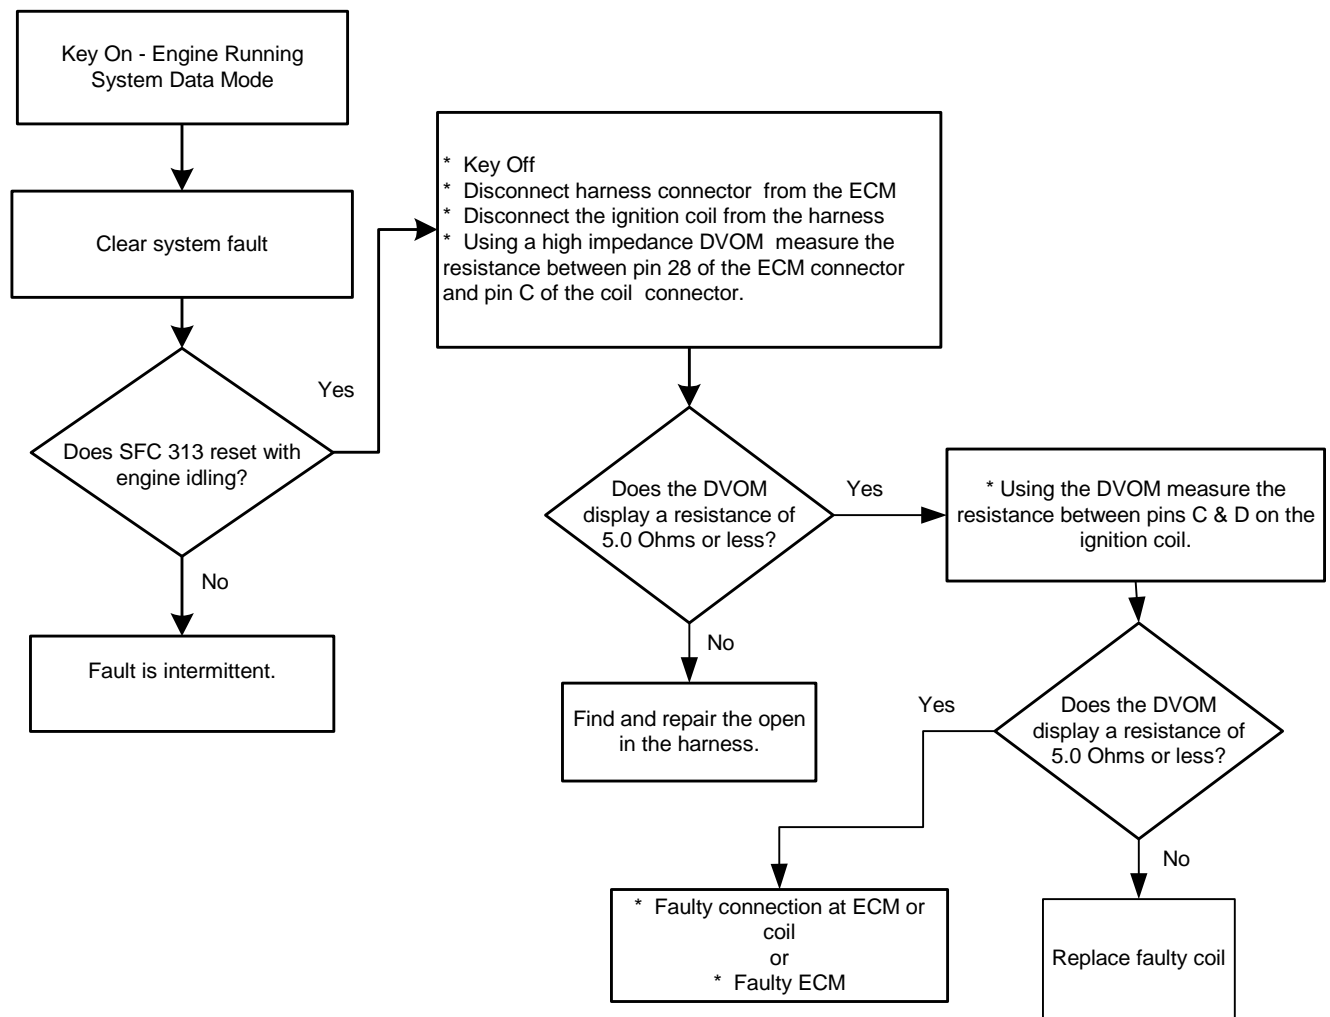 Key On - Engine Running
System Data Mode
Clear system fault
Does SFC 313 reset with
engine idling?
Yes
No
Fault is intermittent.
* Key Off
* Disconnect harness connector from the ECM
* Disconnect the ignition coil from the harness
* Using a high impedance DVOM measure the
resistance between pin 28 of the ECM connector
and pin C of the coil connector.
Does the DVOM
display a resistance of
5.0 Ohms or less?
Yes
No
Find and repair the open
in the harness.
* Using the DVOM measure the
resistance between pins C & D on the
ignition coil.
Does the DVOM
display a resistance of
5.0 Ohms or less?
Yes
No
* Faulty connection at ECM or
coil
or
* Faulty ECM
Replace faulty coil